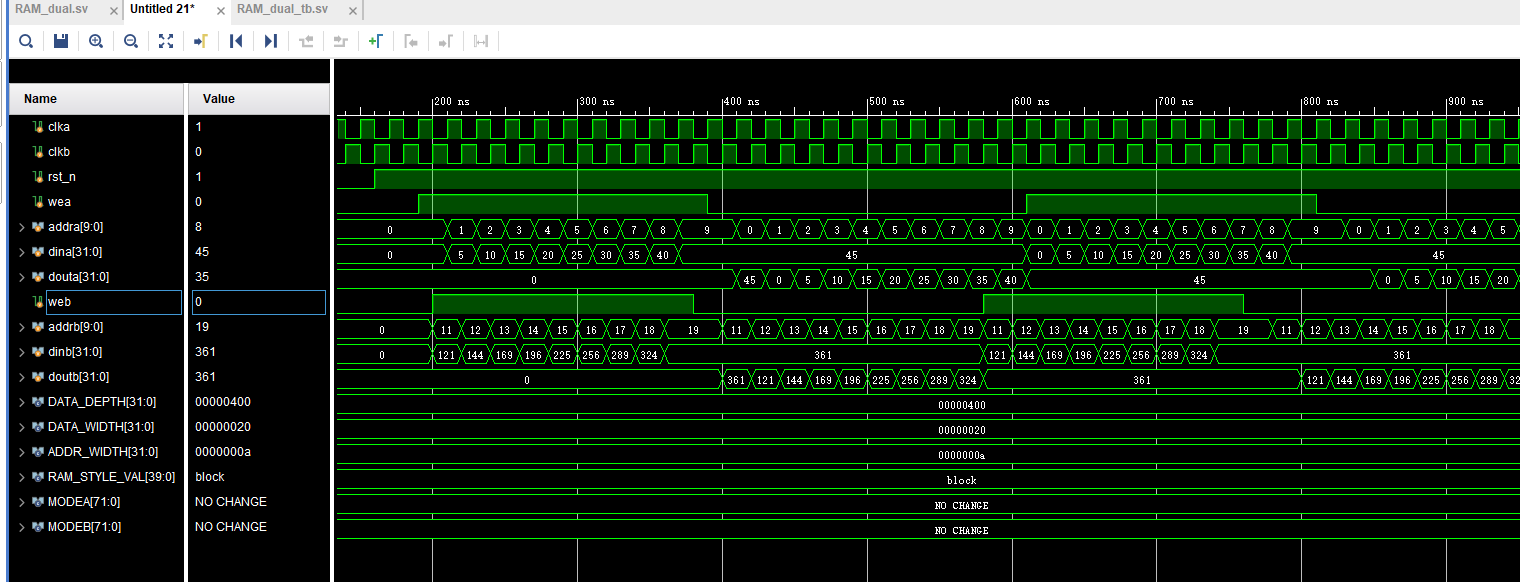 RAM_dual.sv × Untitled 21* × RAM_dual_tb.sv ×
Name Value
200 ns 300 ns 400 ns 500 ns 600 ns 700 ns 800 ns 900 ns
clka 1
clkb 0
rst_n 1
wea 0
addra[9:0] 8 0 1 2 3 4 5 6 7 8 9 0 1 2 3 4 5 6 7 8 9 0 1 2 3 4 5 6 7 8 9 0 1 2 3 4 5
dina[31:0] 45 0 5 10 15 20 25 30 35 40 45 0 5 10 15 20 25 30 35 40 45
douta[31:0] 35 0 45 0 5 10 15 20 25 30 35 40 45 0 5 10 15 20
web 0
addrb[9:0] 19 0 11 12 13 14 15 16 17 18 19 11 12 13 14 15 16 17 18 19 11 12 13 14 15 16 17 18 19 11 12 13 14 15 16 17 18
dinb[31:0] 361 0 121 144 169 196 225 256 289 324 361 121 144 169 196 225 256 289 324 361
doutb[31:0] 361 0 361 121 144 169 196 225 256 289 324 361 121 144 169 196 225 256 289 32
DATA_DEPTH[31:0] 00000400 00000400
DATA_WIDTH[31:0] 00000020 00000020
ADDR_WIDTH[31:0] 0000000a 0000000a
RAM_STYLE_VAL[39:0] block block
MODEA[71:0] NO CHANGE NO CHANGE
MODEB[71:0] NO CHANGE NO CHANGE